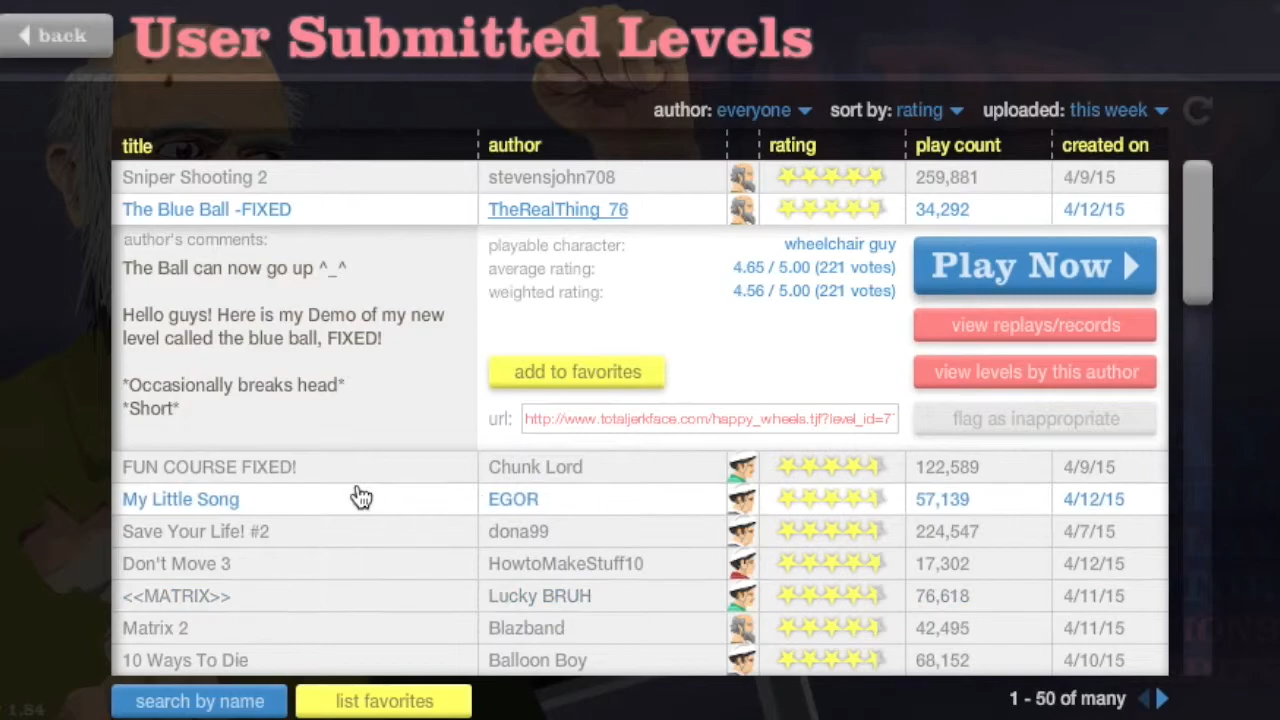 back
User Submitted Levels
author: everyone sort by: rating uploaded: this week
title author rating play count created on
Sniper Shooting 2 stevensjohn708 259,881 4/9/15
The Blue Ball -FIXED TheRealThing_76 34,292 4/12/15
author's comments:
The Ball can now go up ^_^
Hello guys! Here is my Demo of my new
level called the blue ball, FIXED!
*Occasionally breaks head*
*Short*
playable character: wheelchair guy
average rating: 4.65 / 5.00 (221 votes)
weighted rating: 4.56 / 5.00 (221 votes)
add to favorites
url: http://www.totaljerkface.com/happy_wheels.tjf?level_id=7
Play Now
view replays/records
view levels by this author
flag as inappropriate
FUN COURSE FIXED! Chunk Lord 122,589 4/9/15
My Little Song EGOR 57,139 4/12/15
Save Your Life! #2 dona99 224,547 4/7/15
Don't Move 3 HowtoMakeStuff10 17,302 4/12/15
<<MATRIX>> Lucky BRUH 76,618 4/11/15
Matrix 2 Blazband 42,495 4/11/15
10 Ways To Die Balloon Boy 68,152 4/10/15
search by name list favorites 1 - 50 of many
1.84